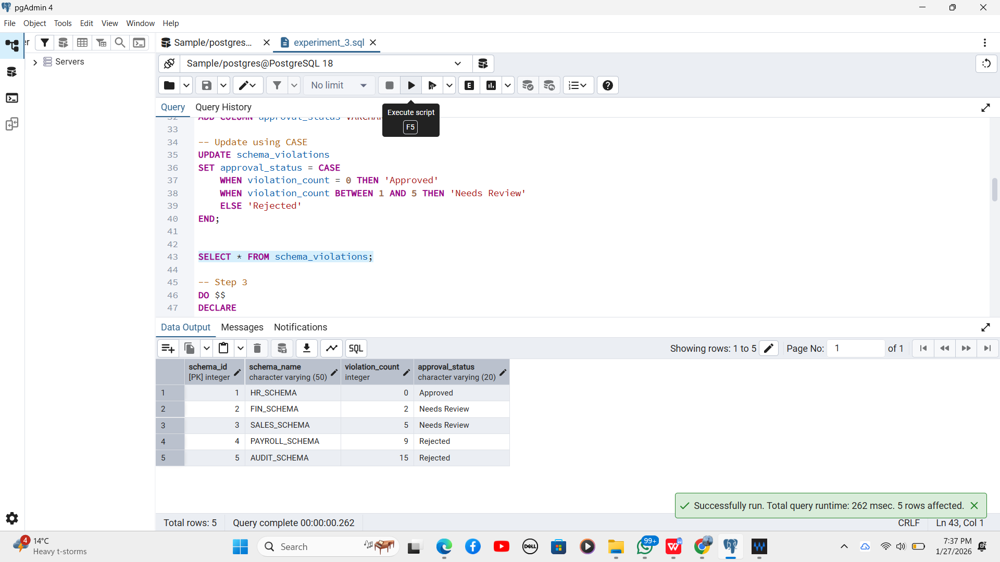 pgAdmin 4
File Object Tools Edit View Window Help
er
Sample/postgres... experiment_3.sql
Servers
Sample/postgres@PostgreSQL 18
No limit
Query Query History
Execute script
F5
32 ADD COLUMN approval_status VARCHAR
33
34 -- Update using CASE
35 UPDATE schema_violations
36 SET approval_status = CASE
37 WHEN violation_count = 0 THEN 'Approved'
38 WHEN violation_count BETWEEN 1 AND 5 THEN 'Needs Review'
39 ELSE 'Rejected'
40 END;
41
42
43 SELECT * FROM schema_violations;
44
45 -- Step 3
46 DO $$
47 DECLARE
Data Output Messages Notifications
SQL Showing rows: 1 to 5 Page No: 1 of 1
schema_id schema_name violation_count approval_status
[PK] integer character varying (50) integer character varying (20)
1 1 HR_SCHEMA 0 Approved
2 2 FIN_SCHEMA 2 Needs Review
3 3 SALES_SCHEMA 5 Needs Review
4 4 PAYROLL_SCHEMA 9 Rejected
5 5 AUDIT_SCHEMA 15 Rejected
Successfully run. Total query runtime: 262 msec. 5 rows affected.
Total rows: 5 Query complete 00:00:00.262 CRLF Ln 43, Col 1
4 14°C
Heavy t-storms
Search
DELL
99+
7:37 PM
1/27/2026